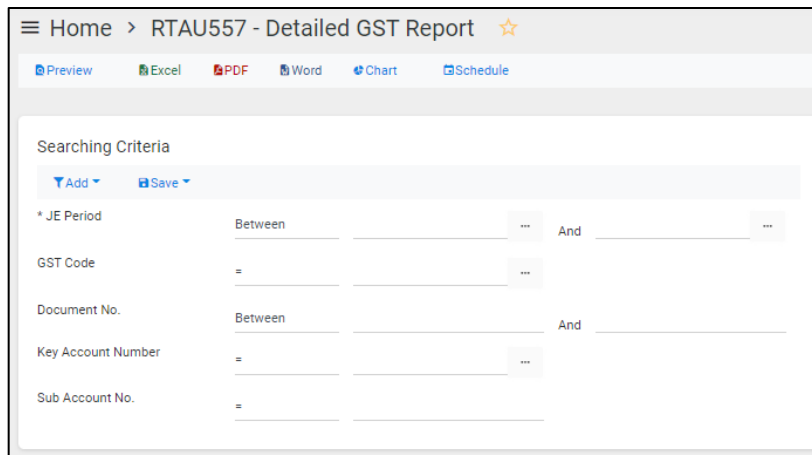 Home > RTAU557 - Detailed GST Report
Preview Excel PDF Word Chart Schedule
Searching Criteria
Add Save
* JE Period Between ... And ...
GST Code = ...
Document No. Between And
Key Account Number = ...
Sub Account No. =